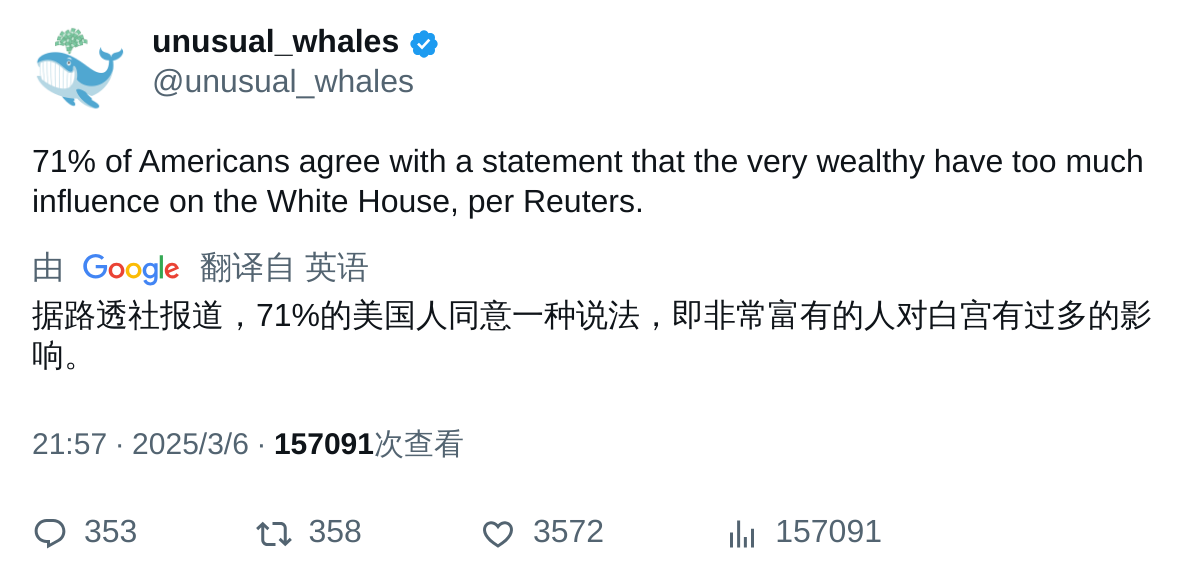 unusual_whales
@unusual_whales
71% of Americans agree with a statement that the very wealthy have too much
influence on the White House, per Reuters.
由 Google 翻译自 英语
据路透社报道，71%的美国人同意一种说法，即非常富有的人对白宫有过多的影
响。
21:57 · 2025/3/6 · 157091次查看
353 358 3572 157091